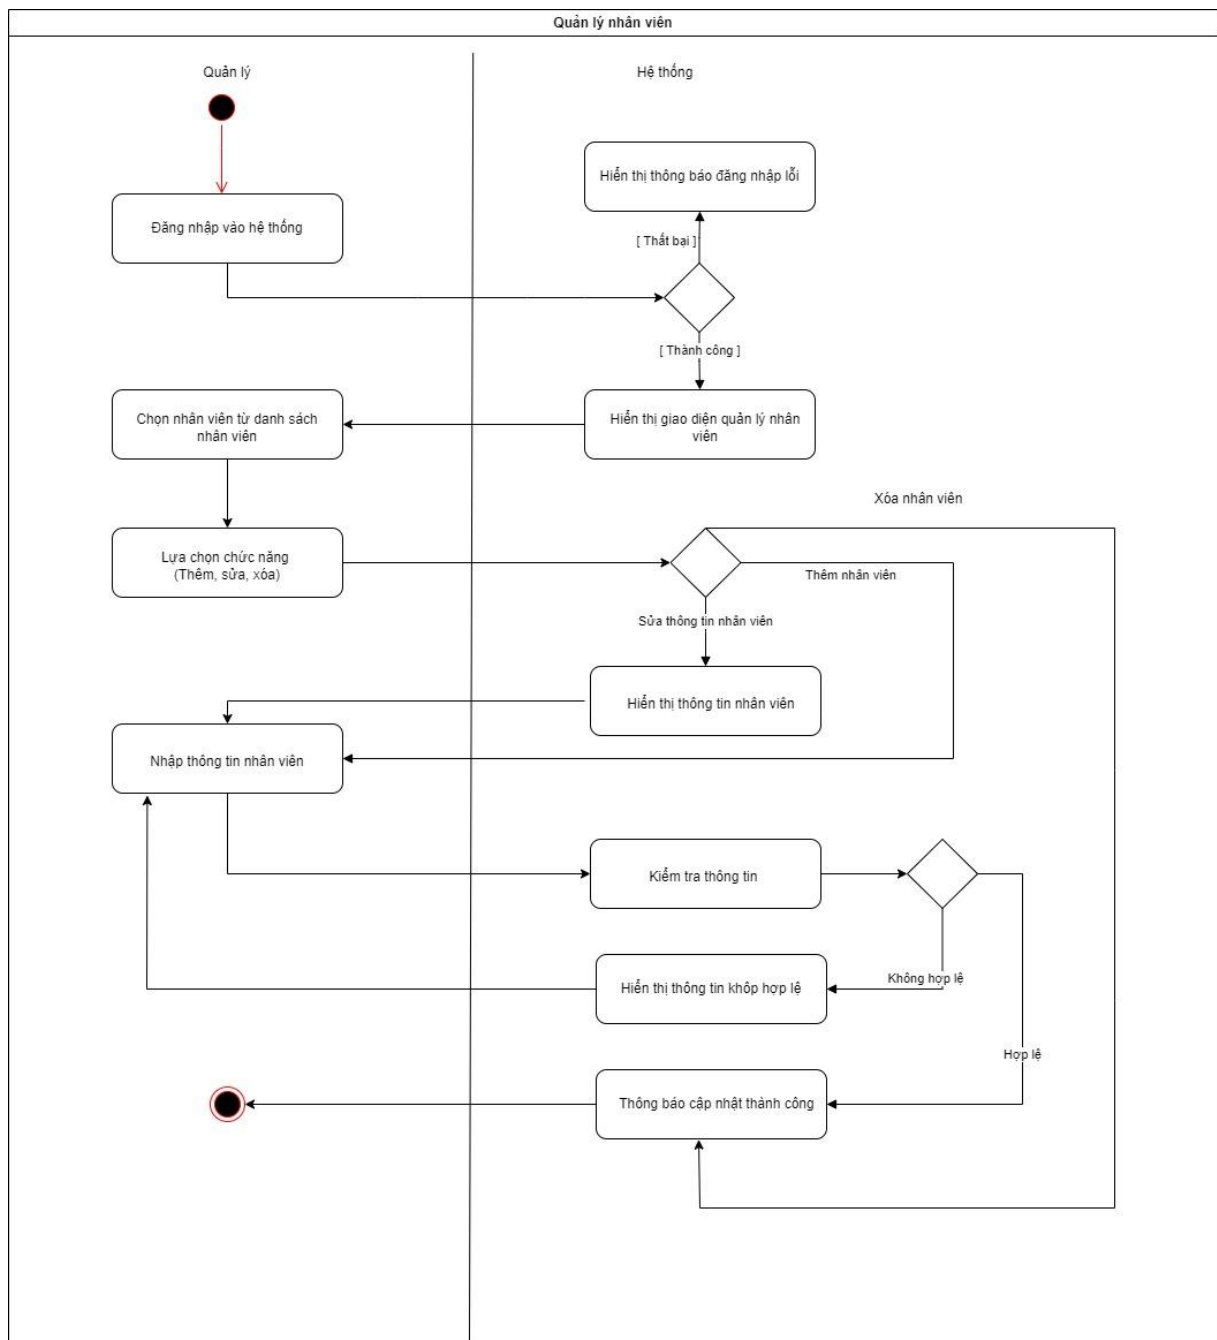 Quản lý nhân viên
Quản lý
Hệ thống
Hiển thị thông báo đăng nhập lỗi
Đăng nhập vào hệ thống
[ Thất bại ]
[ Thành công ]
Chọn nhân viên từ danh sách
nhân viên
Hiển thị giao diện quản lý nhân
viên
Xóa nhân viên
Lựa chọn chức năng
(Thêm, sửa, xóa)
Thêm nhân viên
Sửa thông tin nhân viên
Hiển thị thông tin nhân viên
Nhập thông tin nhân viên
Kiểm tra thông tin
Không hợp lệ
Hiển thị thông tin khôp hợp lệ
Hợp lệ
Thông báo cập nhật thành công